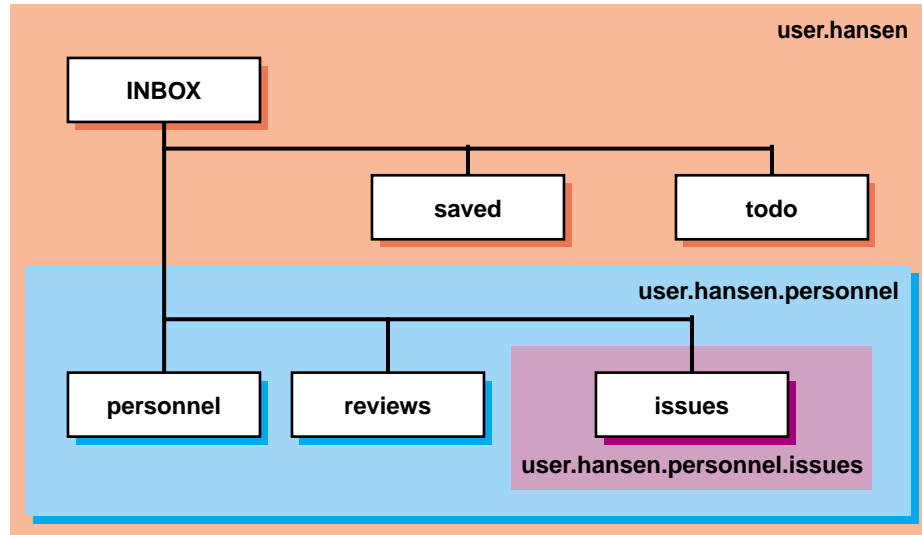 user.hansen
INBOX
saved
todo
user.hansen.personnel
personnel
reviews
issues
user.hansen.personnel.issues